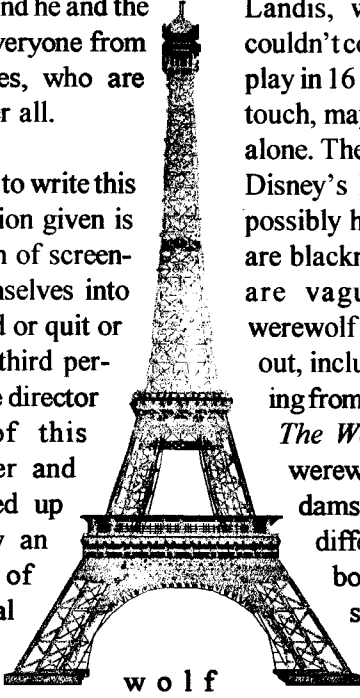 nd he and the
veryone from
es, who are
r all.
to write this
ion given is
n of screen-
nselves into
d or quit or
third per-
e director
of this
er and
ed up
y an
of
al
Landis, w
couldn't co
play in 16
touch, may
alone. The
Disney's
possibly h
are blackm
are vagu
werewolf
out, inclu
ing from
The We
werew
dams
diffe
bo
s
wolf